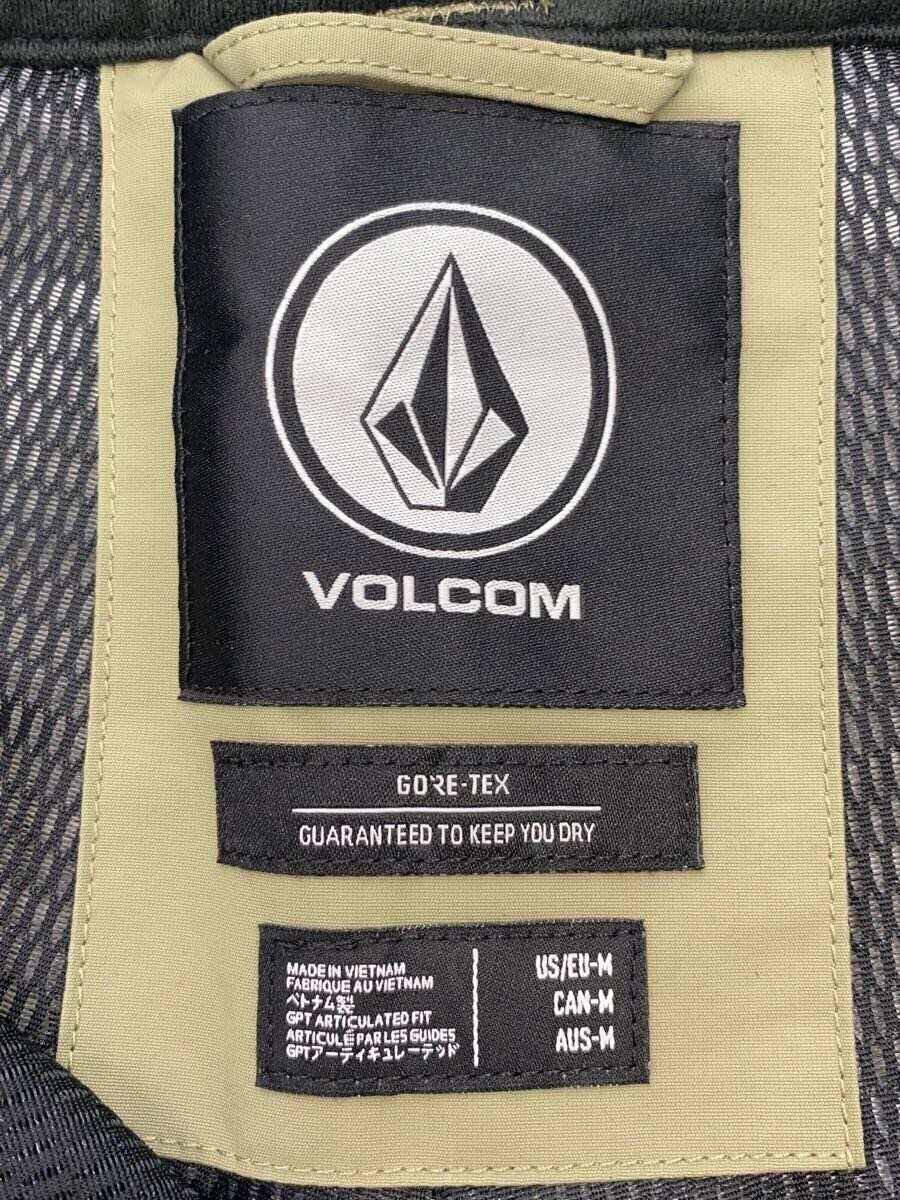 VOLCOM
GORE-TEX
GUARANTEED TO KEEP YOU DRY
MADE IN VIETNAM
FABRIQUE AU VIETNAM
ベトナム製
GPT ARTICULATED FIT
ARTICULÉ PAR LES GUIDES
GPTアーティキュレーテッド
US/EU-M
CAN-M
AUS-M